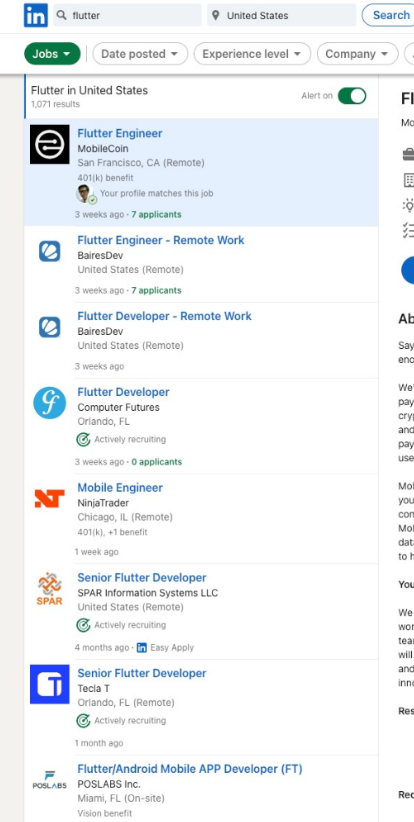 in flutter United States Search
Jobs Date posted Experience level Company
Flutter in United States
1,071 results
Alert on
Flutter Engineer
MobileCoin
San Francisco, CA (Remote)
401(k) benefit
Your profile matches this job
3 weeks ago · 7 applicants
Flutter Engineer - Remote Work
BairesDev
United States (Remote)
3 weeks ago · 7 applicants
Flutter Developer - Remote Work
BairesDev
United States (Remote)
3 weeks ago
Flutter Developer
Computer Futures
Orlando, FL
Actively recruiting
3 weeks ago · 0 applicants
NT
Mobile Engineer
NinjaTrader
Chicago, IL (Remote)
401(k), +1 benefit
1 week ago
SPAR
Senior Flutter Developer
SPAR Information Systems LLC
United States (Remote)
Actively recruiting
4 months ago · in Easy Apply
Senior Flutter Developer
Tecla T
Orlando, FL (Remote)
Actively recruiting
1 month ago
POSLABS
Flutter/Android Mobile APP Developer (FT)
POSLABS Inc.
Miami, FL (On-site)
Vision benefit
Fl
Mo
Ab
Say
eno
We'
pay
cry
and
pay
use
Mol
you
con
Mol
dat
to h
You
We
wor
tea
will
and
inno
Res
Rec